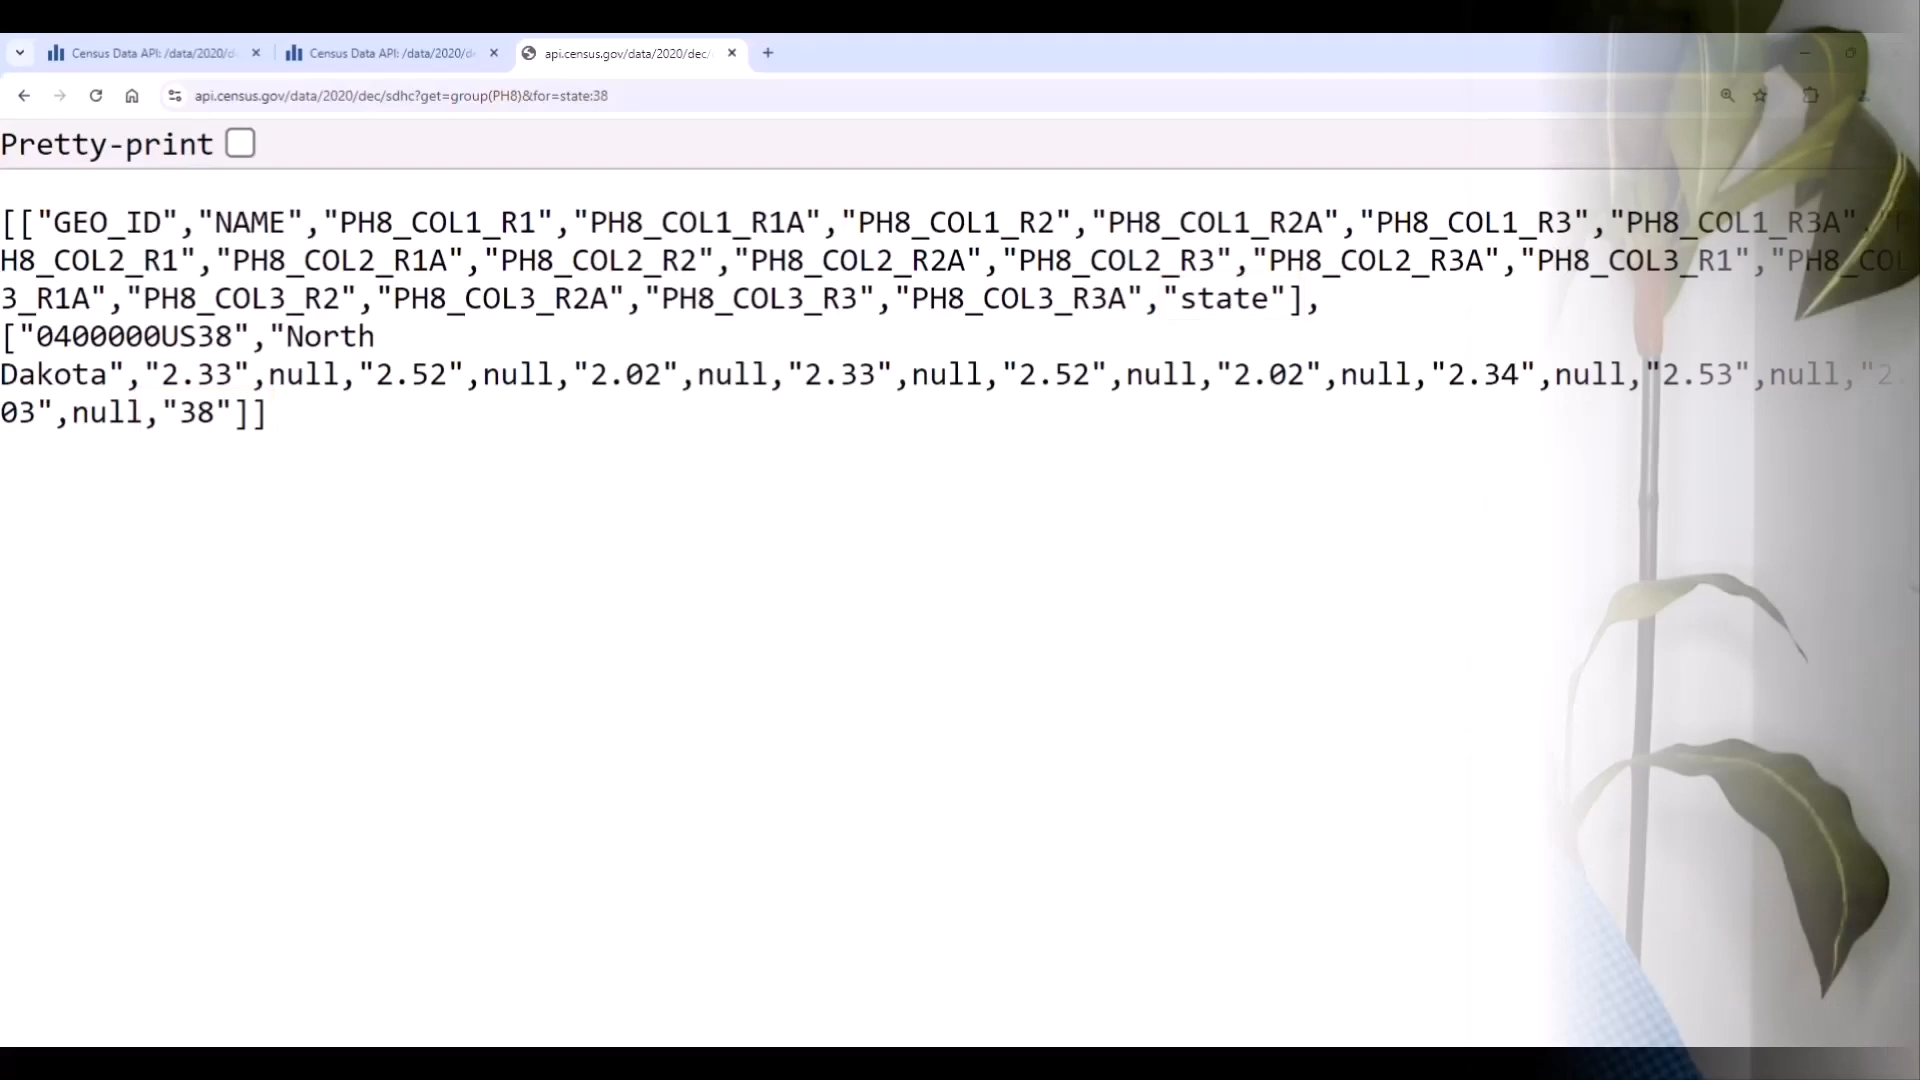 Census Data API: /data/2020/d
Census Data API: /data/2020/d
api.census.gov/data/2020/dec/
api.census.gov/data/2020/dec/sdhc?get=group(PH8)&for=state:38
Pretty-print
[["GEO_ID","NAME","PH8_COL1_R1","PH8_COL1_R1A","PH8_COL1_R2","PH8_COL1_R2A","PH8_COL1_R3","PH8_COL1_R3A","P
H8_COL2_R1","PH8_COL2_R1A","PH8_COL2_R2","PH8_COL2_R2A","PH8_COL2_R3","PH8_COL2_R3A","PH8_COL3_R1","PH8_COL
3_R1A","PH8_COL3_R2","PH8_COL3_R2A","PH8_COL3_R3","PH8_COL3_R3A","state"],
["0400000US38","North
Dakota","2.33",null,"2.52",null,"2.02",null,"2.33",null,"2.52",null,"2.02",null,"2.34",null,"2.53",null,"2.
03",null,"38"]]